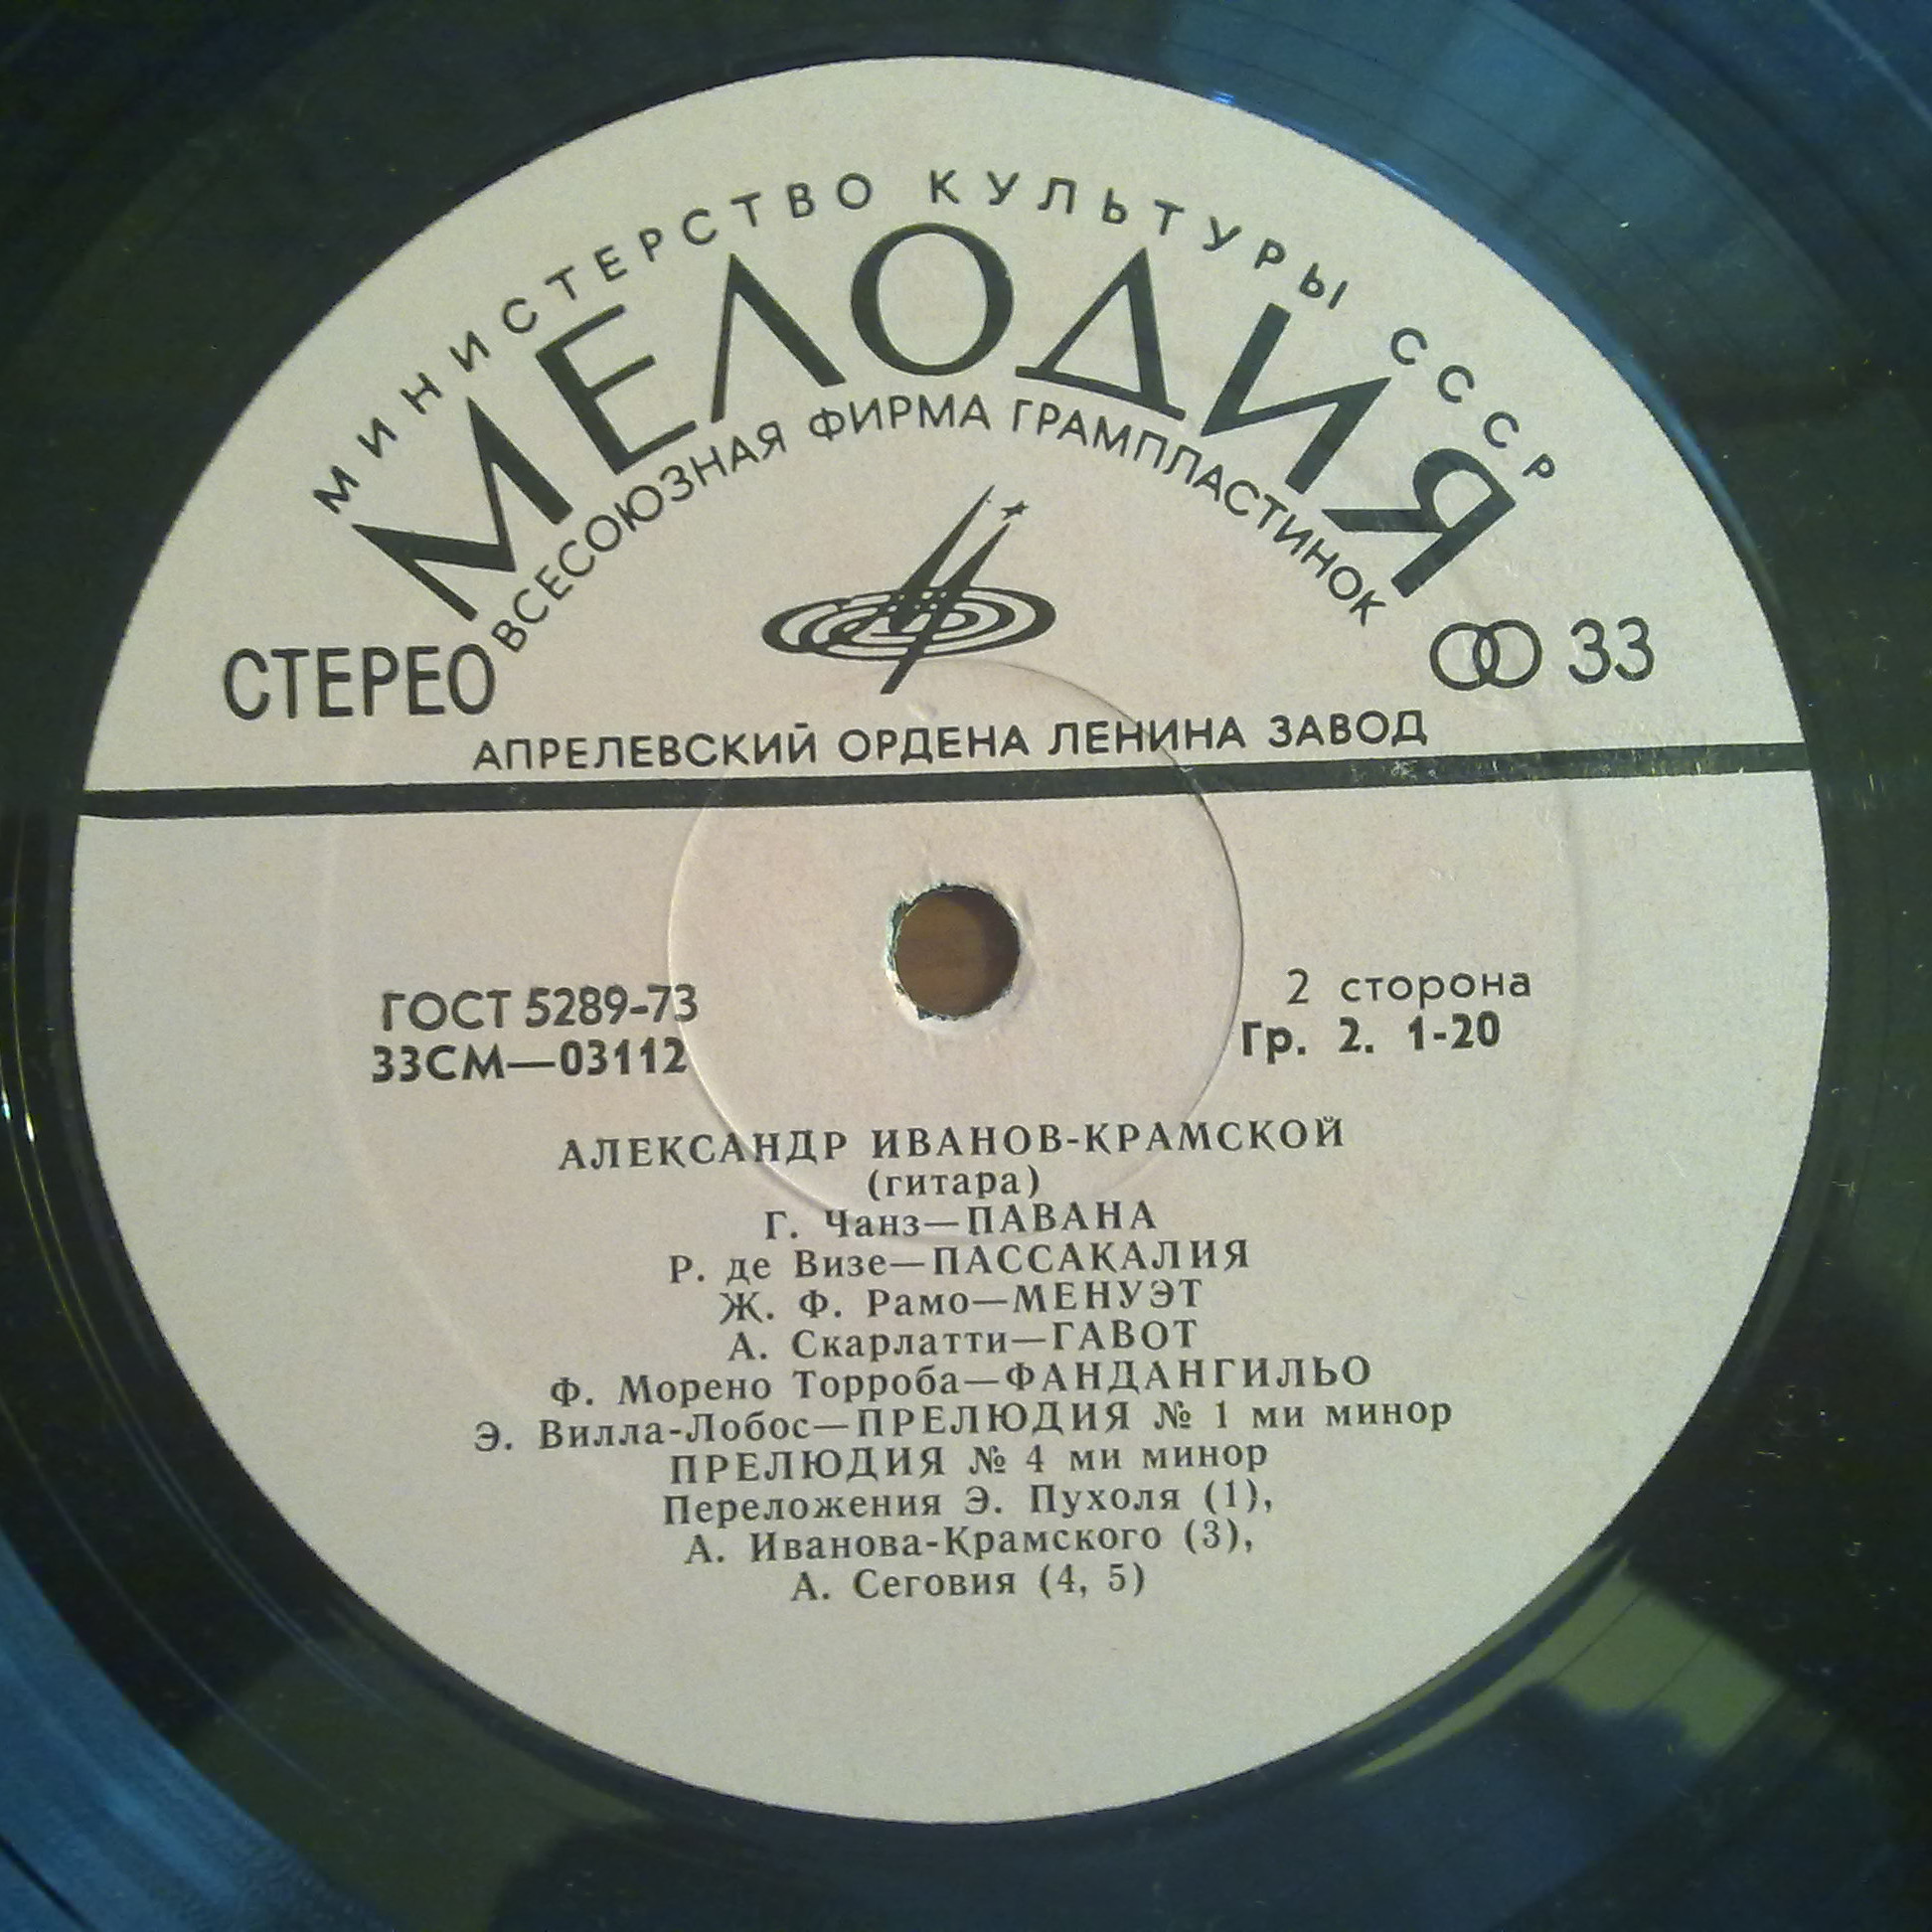 МИНИСТЕРСТВО КУЛЬТУРЫ СССР
МЕЛОДИЯ
ВСЕСОЮЗНАЯ ФИРМА ГРАМПЛАСТИНОК
СТЕРЕО
33
АПРЕЛЕВСКИЙ ОРДЕНА ЛЕНИНА ЗАВОД
ГОСТ 5289-73
33СМ—03112
2 сторона
Гр. 2. 1-20
АЛЕКСАНДР ИВАНОВ-КРАМСКОЙ
(гитара)
Г. Чанз—ПАВАНА
Р. де Визе—ПАССАКАЛИЯ
Ж. Ф. Рамо—МЕНУЭТ
А. Скарлатти—ГАВОТ
Ф. Морено Торроба—ФАНДАНГИЛЬО
Э. Вилла-Лобос—ПРЕЛЮДИЯ № 1 ми минор
ПРЕЛЮДИЯ № 4 ми минор
Переложения Э. Пухоля (1),
А. Иванова-Крамского (3),
А. Сеговия (4, 5)